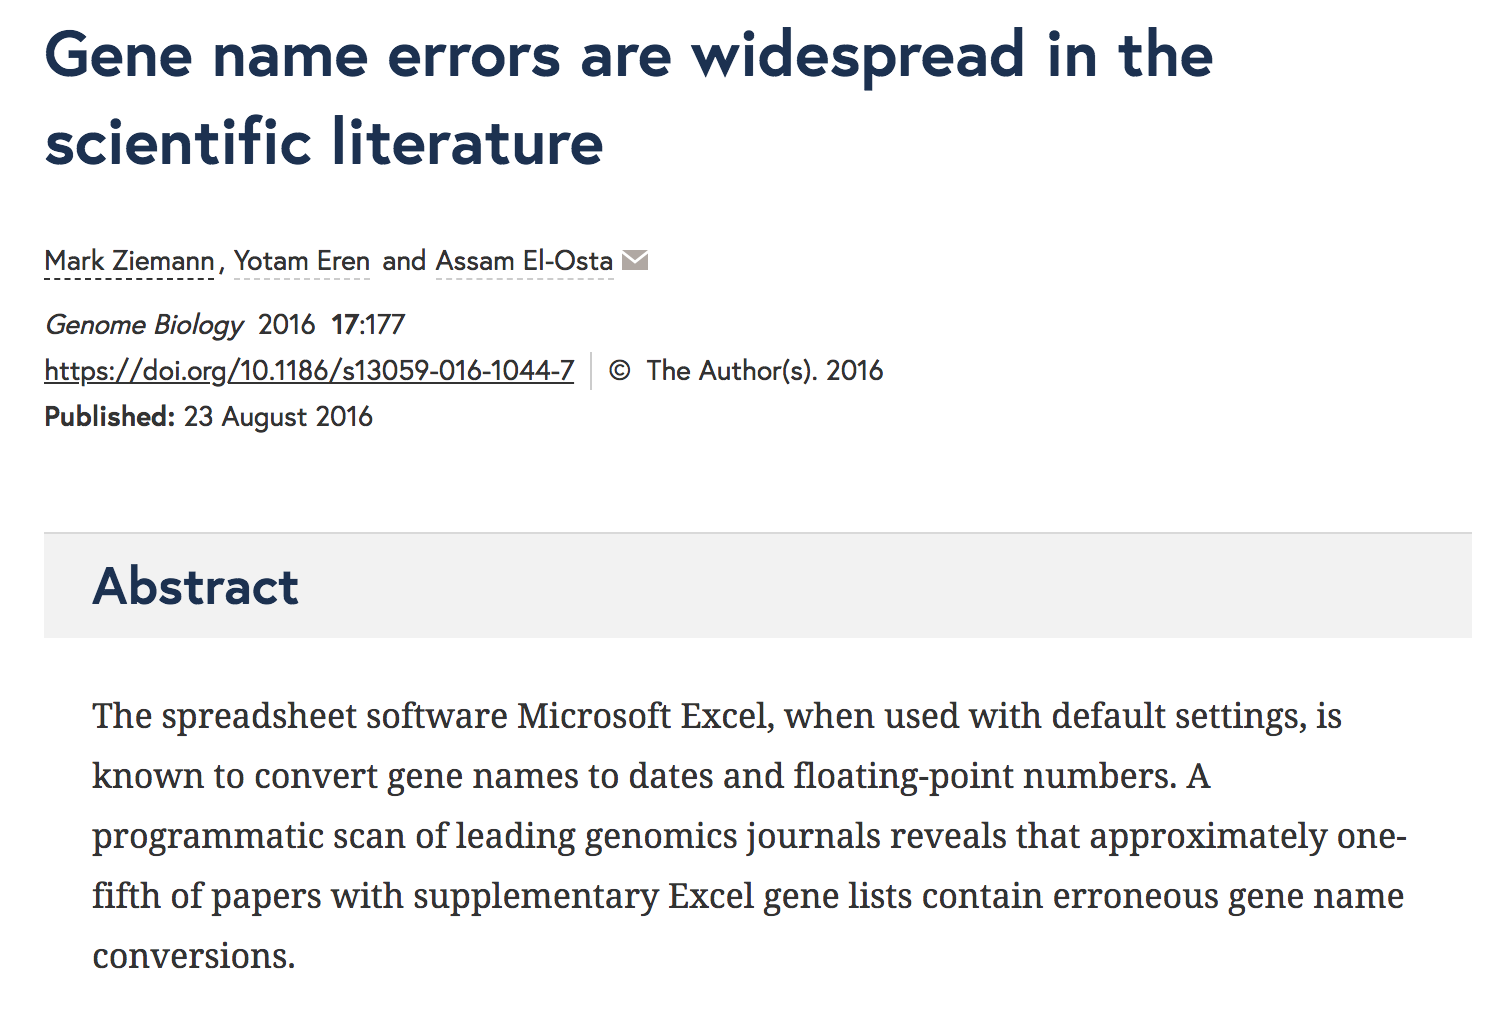 Gene name errors are widespread in the
scientific literature
Mark Ziemann, Yotam Eren and Assam El-Osta
Genome Biology 2016 17:177
https://doi.org/10.1186/s13059-016-1044-7 © The Author(s). 2016
Published: 23 August 2016
Abstract
The spreadsheet software Microsoft Excel, when used with default settings, is
known to convert gene names to dates and floating-point numbers. A
programmatic scan of leading genomics journals reveals that approximately one-
fifth of papers with supplementary Excel gene lists contain erroneous gene name
conversions.